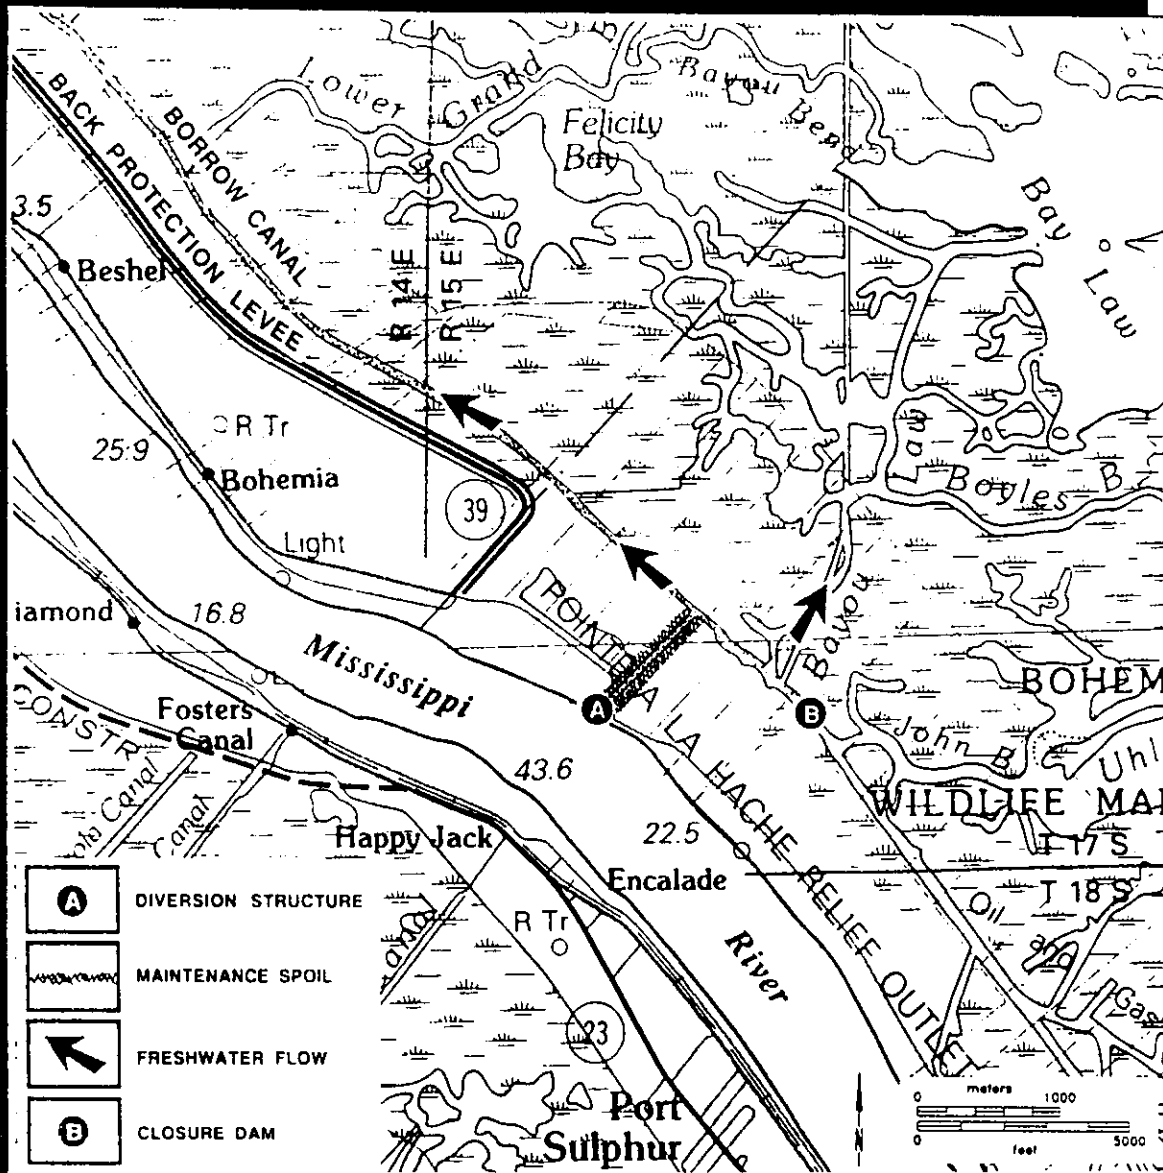 Lower
Grand
Bayou
Felicity
Bay
BORROW CANAL
BACK PROTECTION LEVEE
Bay
Law
3.5
Beshel
R 14 E
R 15 E
R Tr
25.9
Bohemia
39
Law
Boyles B
Light
POINTE A LA HACHE RELIEF OUTLET
iamond
16.8
Mississippi
Bayou
BOHEM
CONSTR
Fosters
Canal
A
B
John B
Uhl
43.6
WILDLIFE MA
Canal
Canal
Happy Jack
22.5
T 17 S
Encalade
T 18 S
Oil and Gas
R Tr
River
23
Port
Sulphur
A DIVERSION STRUCTURE
MAINTENANCE SPOIL
FRESHWATER FLOW
B CLOSURE DAM
N
0 meters 1000
0 feet 5000